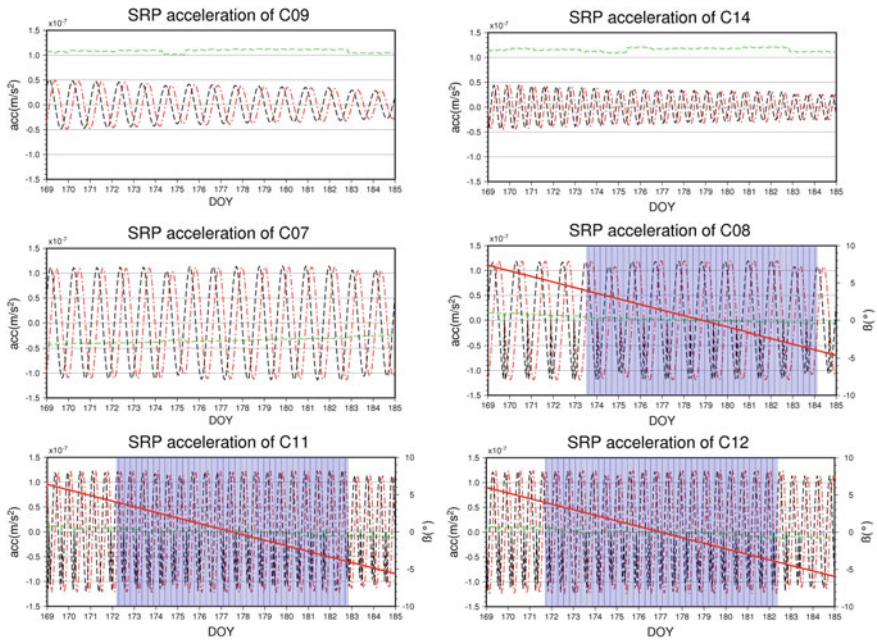 SRP acceleration of C09
x10⁻⁷
acc(m/s²)
1.5
1.0
0.5
0.0
-0.5
-1.0
-1.5
169 170 171 172 173 174 175 176 177 178 179 180 181 182 183 184 185
DOY
SRP acceleration of C14
x10⁻⁷
acc(m/s²)
1.5
1.0
0.5
0.0
-0.5
-1.0
-1.5
169 170 171 172 173 174 175 176 177 178 179 180 181 182 183 184 185
DOY
SRP acceleration of C07
x10⁻⁷
acc(m/s²)
1.5
1.0
0.5
0.0
-0.5
-1.0
-1.5
169 170 171 172 173 174 175 176 177 178 179 180 181 182 183 184 185
DOY
SRP acceleration of C08
x10⁻⁷
acc(m/s²)
1.5
1.0
0.5
0.0
-0.5
-1.0
-1.5
10
5
0
-5
-10
ß(°)
169 170 171 172 173 174 175 176 177 178 179 180 181 182 183 184 185
DOY
SRP acceleration of C11
x10⁻⁷
acc(m/s²)
1.5
1.0
0.5
0.0
-0.5
-1.0
-1.5
10
5
0
-5
-10
ß(°)
169 170 171 172 173 174 175 176 177 178 179 180 181 182 183 184 185
DOY
SRP acceleration of C12
x10⁻⁷
acc(m/s²)
1.5
1.0
0.5
0.0
-0.5
-1.0
-1.5
10
5
0
-5
-10
ß(°)
169 170 171 172 173 174 175 176 177 178 179 180 181 182 183 184 185
DOY